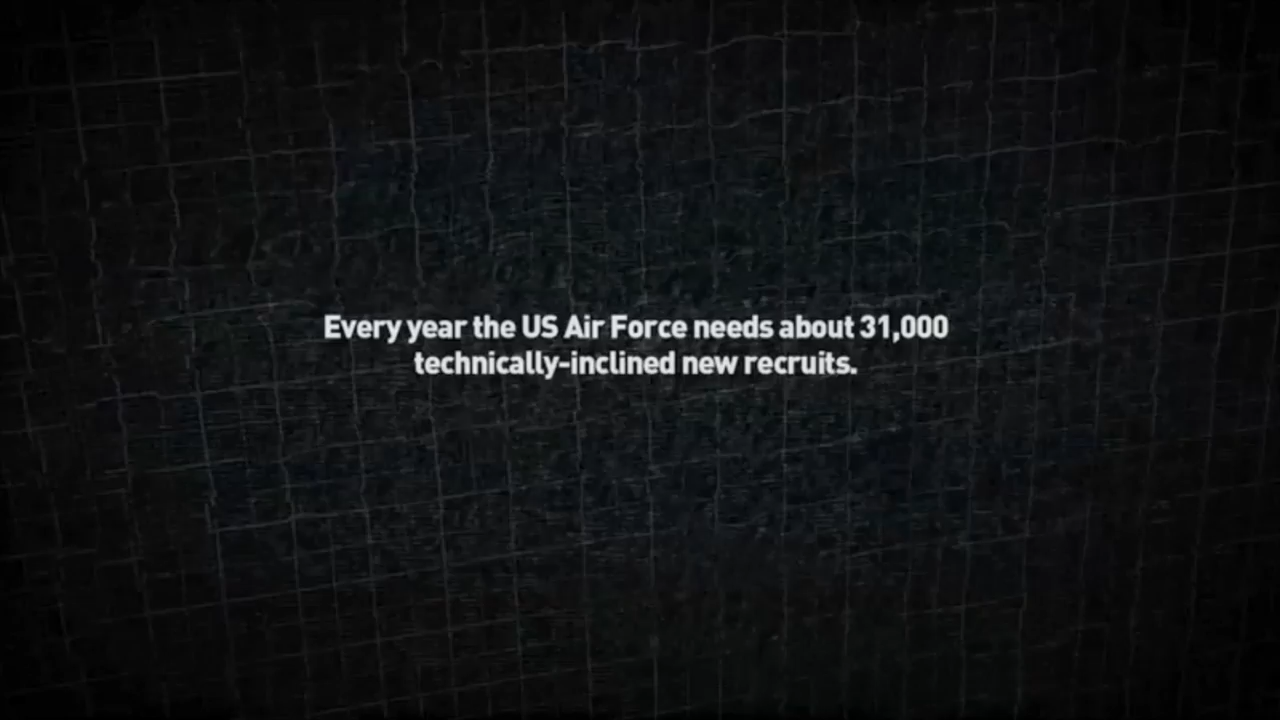 Every year the US Air Force needs about 31,000
technically-inclined new recruits.